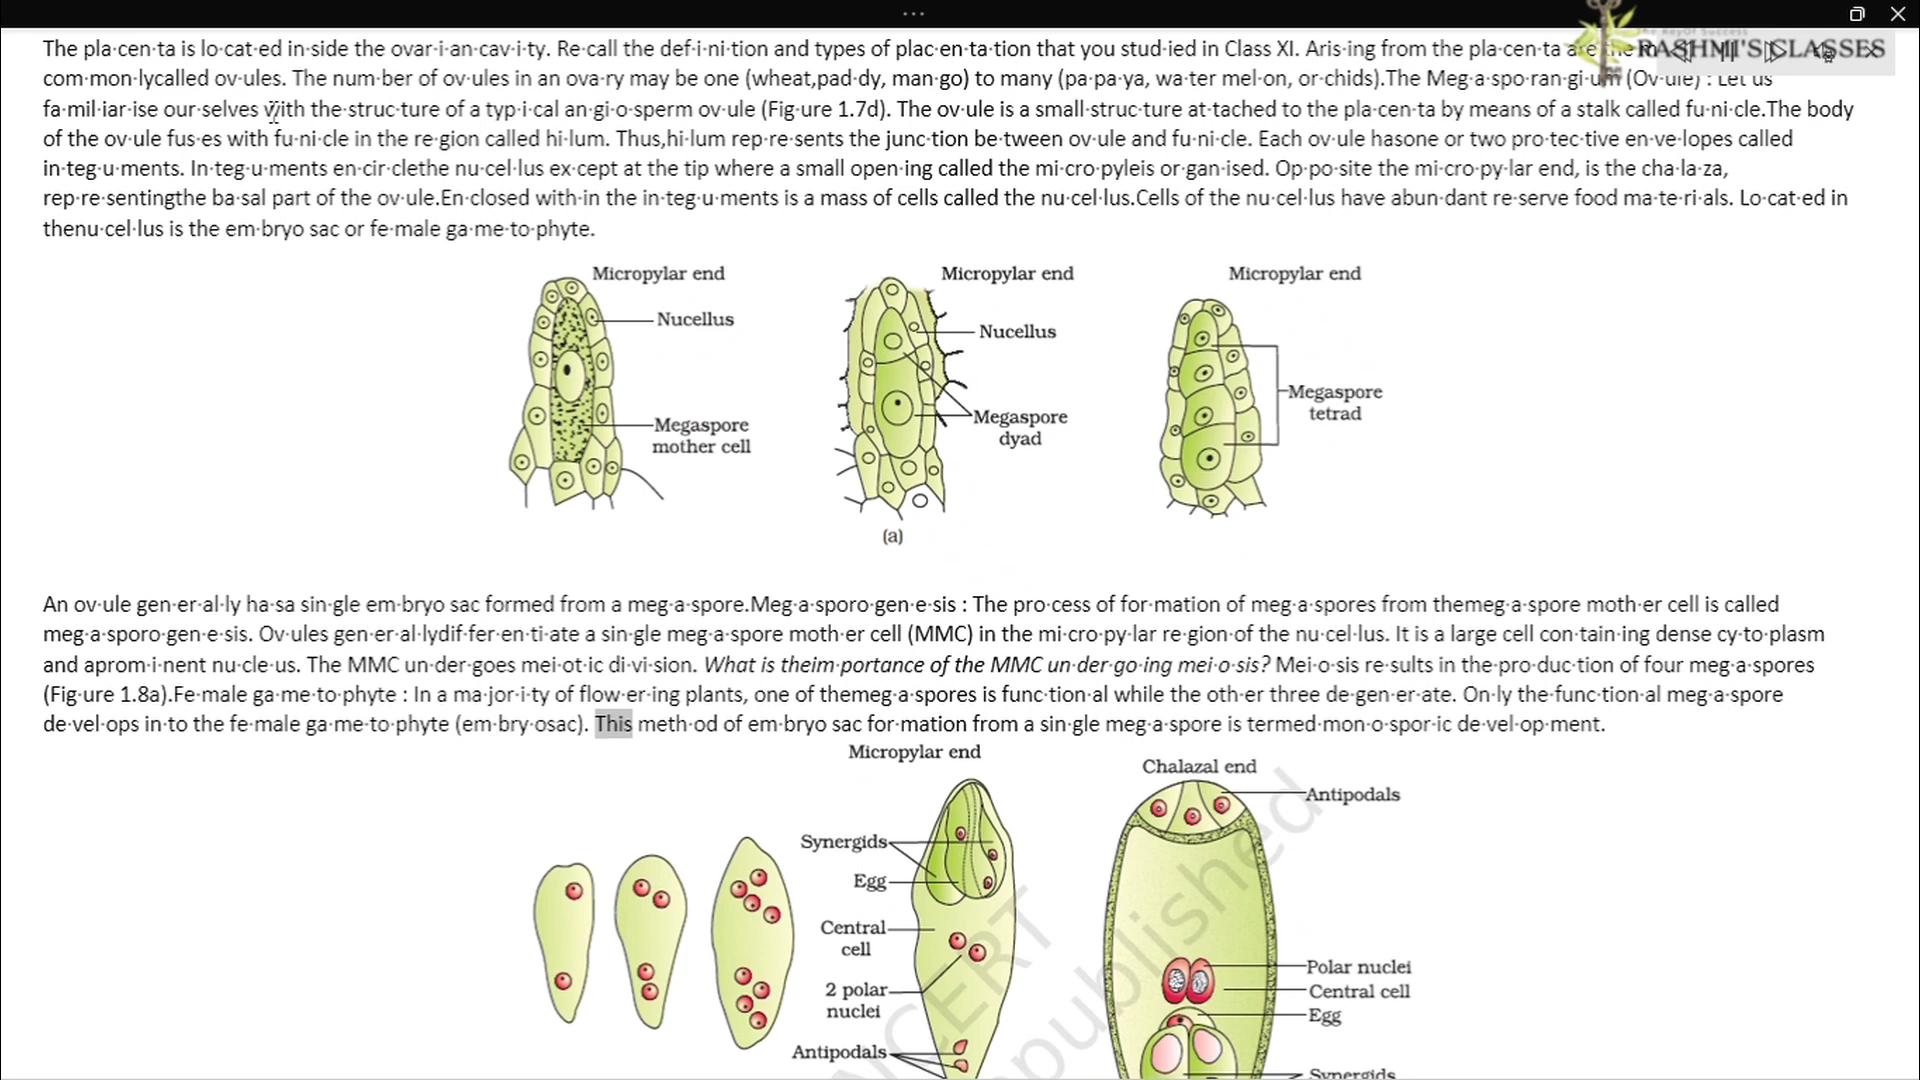 The pla·cen·ta is lo·cat·ed in·side the ovar·i·an·cav·i·ty. Re·call the def·i·ni·tion and types of plac·en·ta·tion that you stud·ied in Class XI. Aris·ing from the pla·cen·ta are the
RASHMI'S CLASSES
com·mon·lycalled ov·ules. The num·ber of ov·ules in an ova·ry may be one (wheat,pad·dy, man·go) to many (pa·pa·ya, wa·ter mel·on, or·chids).The Meg·a·spo·ran·gi·um (Ov·ule) : Let us
fa·mil·iar·ise our·selves with the·struc·ture of a typ·i·cal an·gi·o·sperm ov·ule (Fig·ure 1.7d). The ov·ule is a small·struc·ture at·tached to the pla·cen·ta by means of a stalk called fu·ni·cle.The body
of the ov·ule fus·es with fu·ni·cle in the re·gion called hi·lum. Thus,hi·lum rep·re·sents the junc·tion be·tween ov·ule and fu·ni·cle. Each ov·ule hasone or two pro·tec·tive en·ve·lopes called
in·teg·u·ments. In·teg·u·ments en·cir·clethe nu·cel·lus ex·cept at the tip where a small open·ing called the mi·cro·pyleis or·gan·ised. Op·po·site the mi·cro·py·lar end, is the cha·la·za,
rep·re·sentingthe ba·sal part of the ov·ule.En·closed with·in the in·teg·u·ments is a mass of cells called the nu·cel·lus.Cells of the nu·cel·lus have abun·dant re·serve food ma·te·ri·als. Lo·cat·ed in
thenu·cel·lus is the em·bryo sac or fe·male ga·me·to·phyte.
Micropylar end
Nucellus
Megaspore
mother cell
Micropylar end
Nucellus
Megaspore
dyad
Micropylar end
Megaspore
tetrad
(a)
An ov·ule gen·er·al·ly ha·sa sin·gle em·bryo sac formed from a meg·a·spore.Meg·a·sporo·gen·e·sis : The pro·cess of for·mation of meg·a·spores from themeg·a·spore moth·er cell is called
meg·a·sporo·gen·e·sis. Ov·ules gen·er·al·lydif·fer·en·ti·ate a sin·gle meg·a·spore moth·er cell (MMC) in the mi·cro·py·lar re·gion·of the nu·cel·lus. It is a large cell con·tain·ing dense cy·to·plasm
and aprom·i·nent nu·cle·us. The MMC un·der·goes mei·ot·ic di·vi·sion. What is theim·portance of the MMC un·der·go·ing mei·o·sis? Mei·o·sis re·sults in the·pro·duc·tion of four meg·a·spores
(Fig·ure 1.8a).Fe·male ga·me·to·phyte : In a ma·jor·i·ty of flow·er·ing plants, one of themeg·a·spores is func·tion·al while the oth·er three de·gen·er·ate. On·ly the·func·tion·al meg·a·spore
de·vel·ops in·to the fe·male ga·me·to·phyte (em·bry·osac). This meth·od of em·bryo sac for·mation from a sin·gle meg·a·spore is termed·mon·o·spor·ic de·vel·op·ment.
Micropylar end
Synergids
Egg
Central
cell
2 polar
nuclei
Antipodals
Chalazal end
Antipodals
Polar nuclei
Central cell
Egg
Synergids
NCERT
published